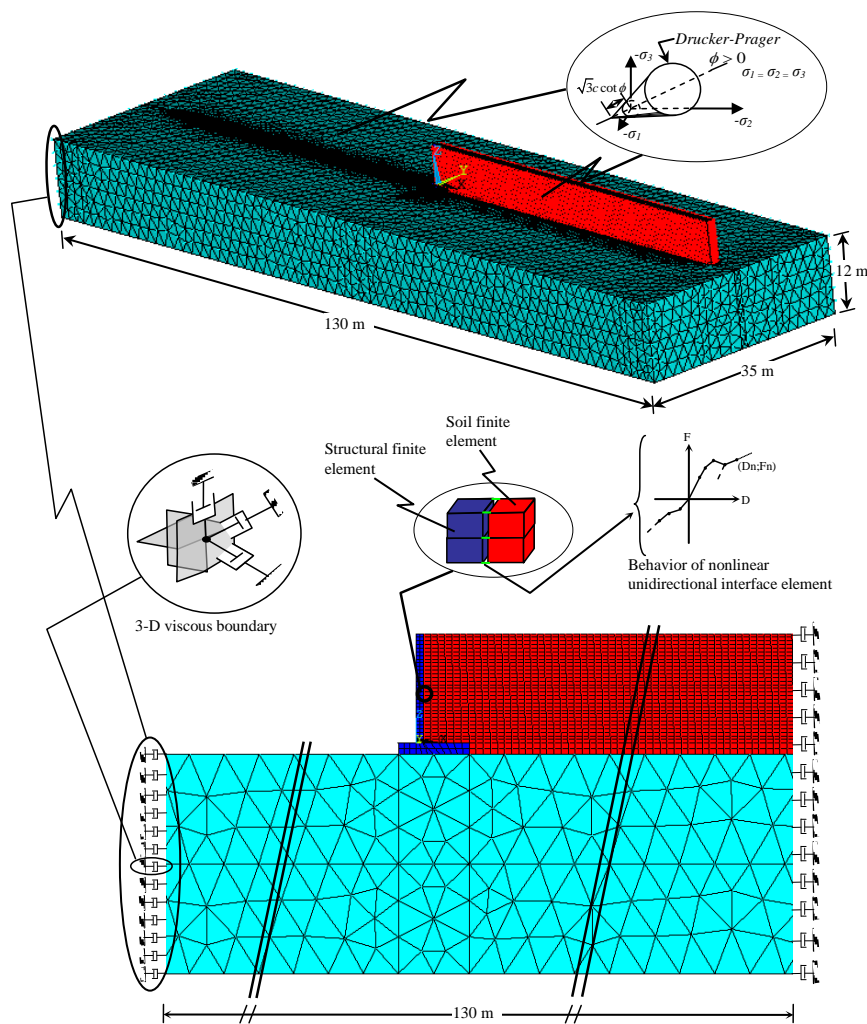 Drucker-Prager
-σ3
ϕ > 0
σ1 = σ2 = σ3
√3c cot ϕ
-σ2
-σ1
Z
Y
X
12 m
130 m
35 m
Soil finite
element
Structural finite
element
F
(Dn;Fn)
D
Behavior of nonlinear
unidirectional interface element
3-D viscous boundary
Z
130 m